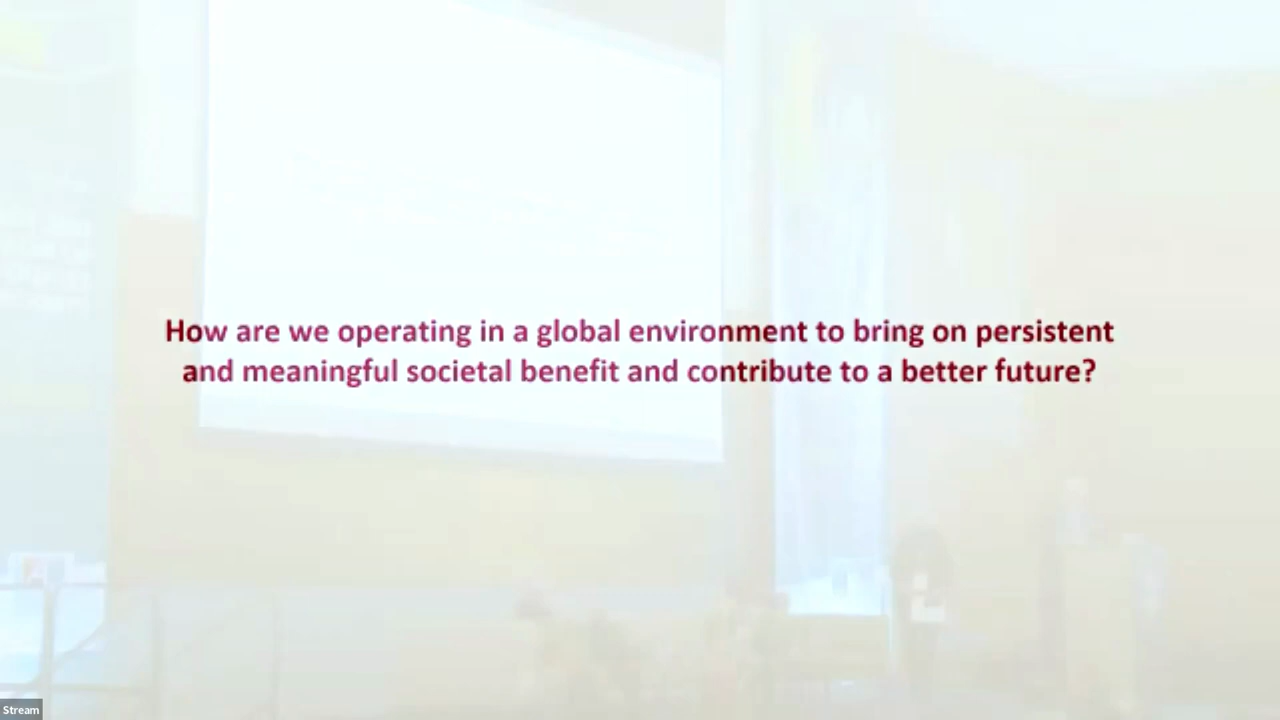 How are we operating in a global environment to bring on persistent
and meaningful societal benefit and contribute to a better future?
Stream